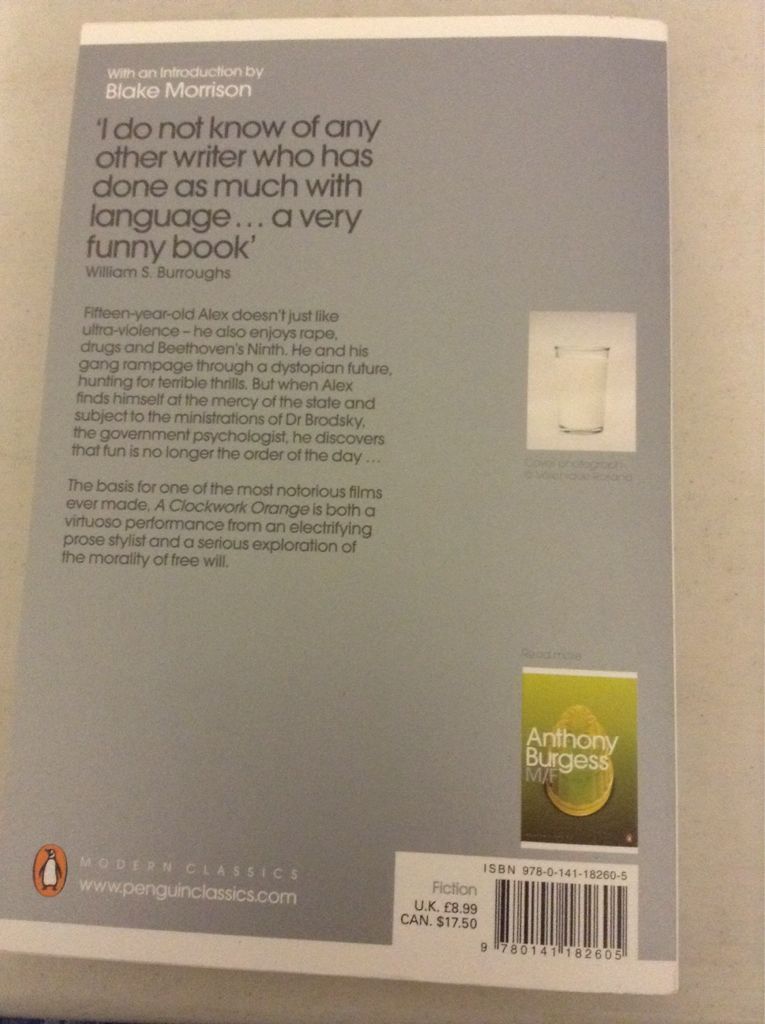 With an Introduction by
Blake Morrison
'I do not know of any
other writer who has
done as much with
language... a very
funny book'
William S. Burroughs
Fifteen-year-old Alex doesn't just like
ultra-violence – he also enjoys rape,
drugs and Beethoven's Ninth. He and his
gang rampage through a dystopian future,
hunting for terrible thrills. But when Alex
finds himself at the mercy of the state and
subject to the ministrations of Dr Brodsky,
the government psychologist, he discovers
that fun is no longer the order of the day ...
The basis for one of the most notorious films
ever made, A Clockwork Orange is both a
virtuoso performance from an electrifying
prose stylist and a serious exploration of
the morality of free will.
Cover photograph
Read more
Anthony
Burgess
M/F
MODERN CLASSICS
www.penguinclassics.com
Fiction
U.K. £8.99
CAN. $17.50
ISBN 978-0-141-18260-5
9 780141 182605